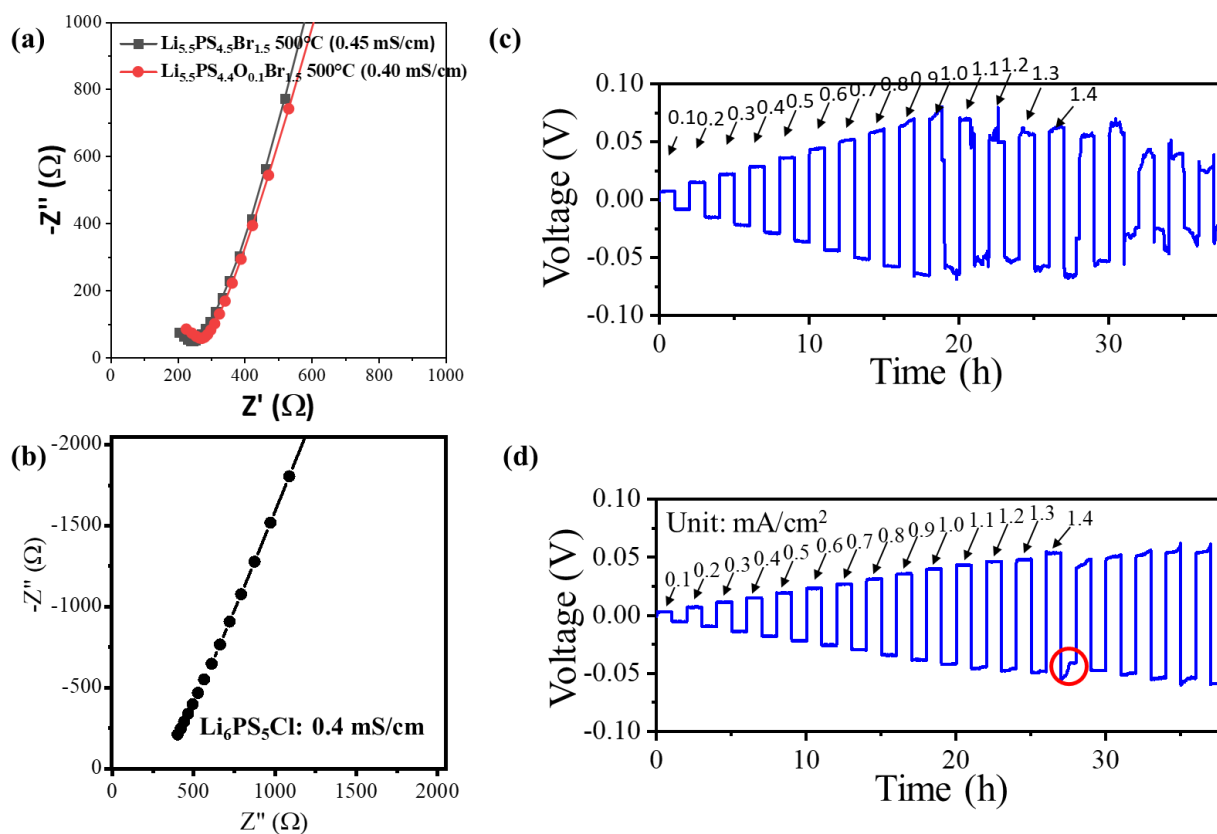 (a)
1000
800
600
400
200
0
-Z'' (Ω)
Li5.5PS4.5Br1.5 500°C (0.45 mS/cm)
Li5.5PS4.4O0.1Br1.5 500°C (0.40 mS/cm)
0 200 400 600 800 1000
Z' (Ω)
(b)
-2000
-1500
-1000
-500
0
-Z'' (Ω)
Li6PS5Cl: 0.4 mS/cm
500 1000 1500 2000
Z'' (Ω)
(c)
0.10
0.05
0.00
-0.05
-0.10
Voltage (V)
0.1 0.2 0.3 0.4 0.5 0.6 0.7 0.8 0.9 1.0 1.1 1.2 1.3 1.4
0 10 20 30
Time (h)
(d)
0.10
0.05
0.00
-0.05
-0.10
Voltage (V)
Unit: mA/cm2
0.1 0.2 0.3 0.4 0.5 0.6 0.7 0.8 0.9 1.0 1.1 1.2 1.3 1.4
0 10 20 30
Time (h)